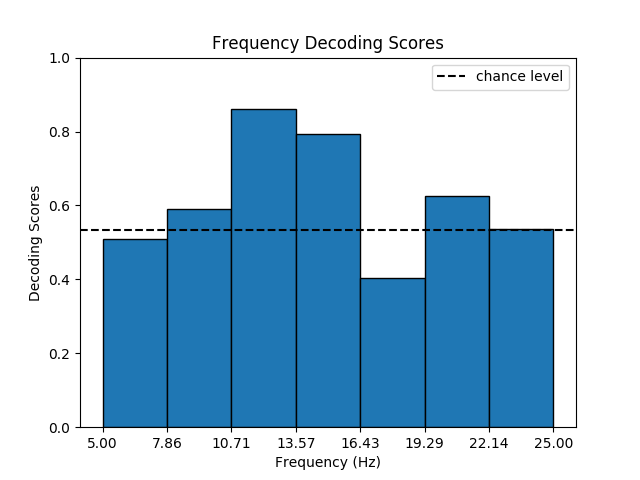 Frequency Decoding Scores
chance level
1.0
0.8
0.6
0.4
0.2
0.0
Decoding Scores
5.00 7.86 10.71 13.57 16.43 19.29 22.14 25.00
Frequency (Hz)